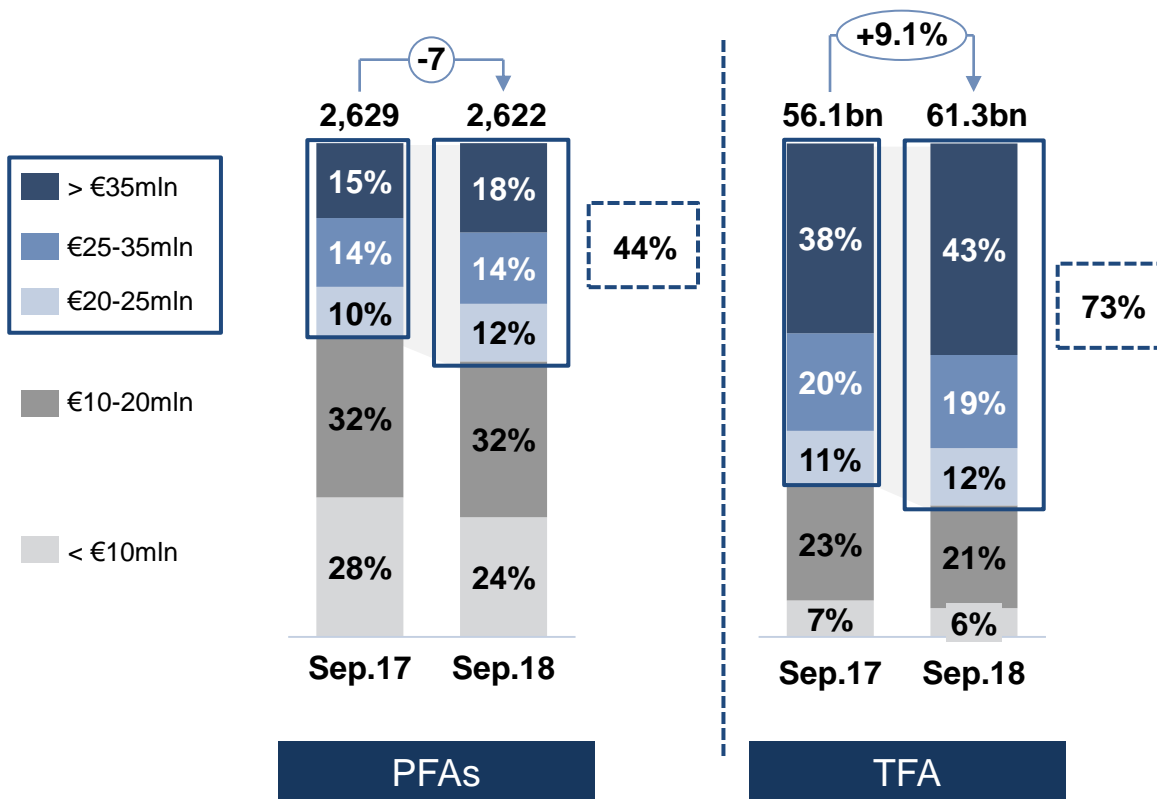 -7
2,629
2,622
> €35mln
€25-35mln
€20-25mln
€10-20mln
< €10mln
15%
14%
10%
32%
28%
18%
14%
12%
32%
24%
44%
Sep.17
Sep.18
PFAs
+9.1%
56.1bn
61.3bn
38%
20%
11%
23%
7%
43%
19%
12%
21%
6%
73%
Sep.17
Sep.18
TFA